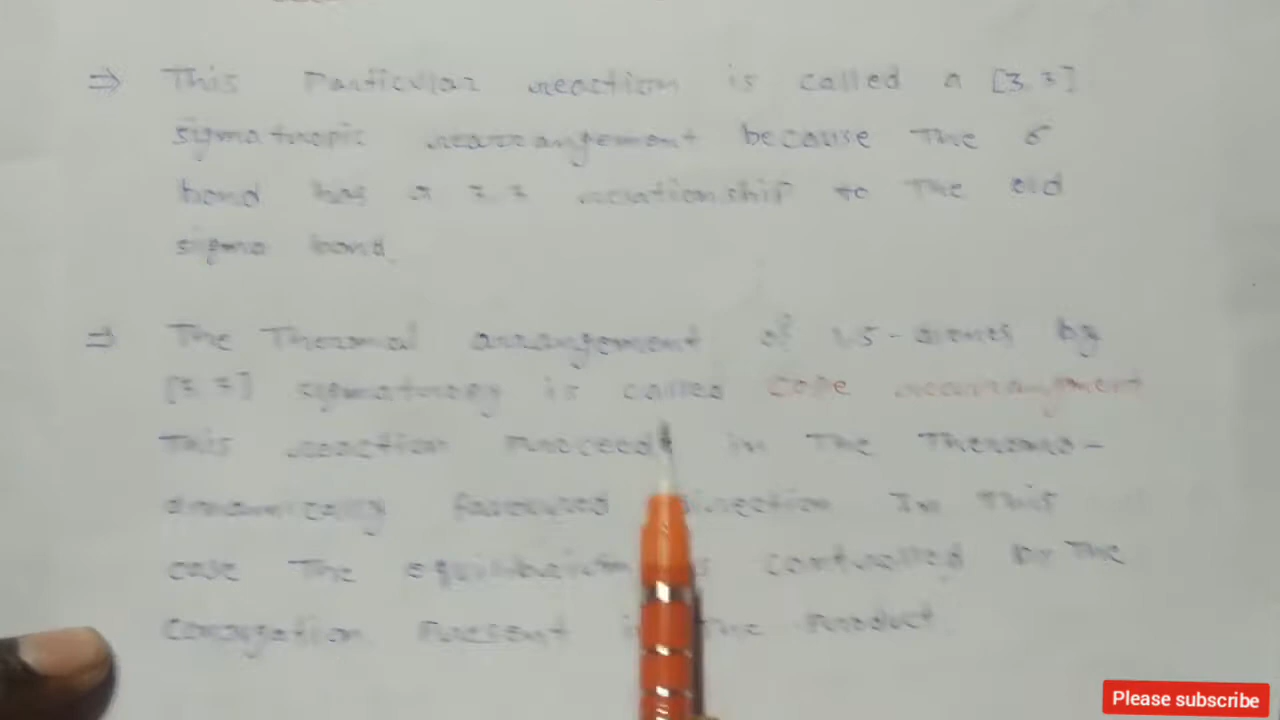 ⇒ This Particular reaction is called a [3,3]
sigmatropic rearrangement because The σ
bond has a 3,3 relationship to The old
sigma bond.
⇒ The Thermal arrangement of 1,5-dienes by
[3,3] sigmatropy is called Cope rearrangment
This reaction Proceeds in The Thermo-
dynamically favoured direction In This
case The equilibrium is controlled by The
Conjugation Present in The Product.
Please subscribe